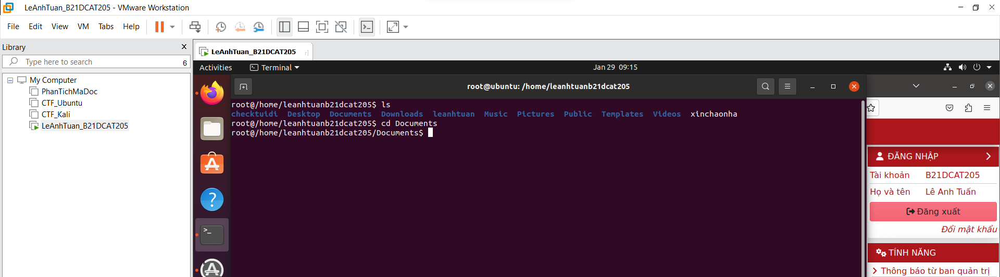 LeAnhTuan_B21DCAT205 - VMware Workstation
File Edit View VM Tabs Help
Library X
Type here to search 6
My Computer
PhanTichMaDoc
CTF_Ubuntu
CTF_Kali
LeAnhTuan_B21DCAT205
LeAnhTuan_B21DCAT205
Activities Terminal Jan 29 09:15
root@ubuntu: /home/leanhtuanb21dcat205
root@/home/leanhtuanb21dcat205$ ls
checktuidi Desktop Documents Downloads leanhtuan Music Pictures Public Templates Videos xinchaonha
root@/home/leanhtuanb21dcat205$ cd Documents
root@/home/leanhtuanb21dcat205/Documents$
ĐĂNG NHẬP
Tài khoản B21DCAT205
Họ và tên Lê Anh Tuấn
Đăng xuất
Đổi mật khẩu
TÍNH NĂNG
Thông báo từ ban quản trị